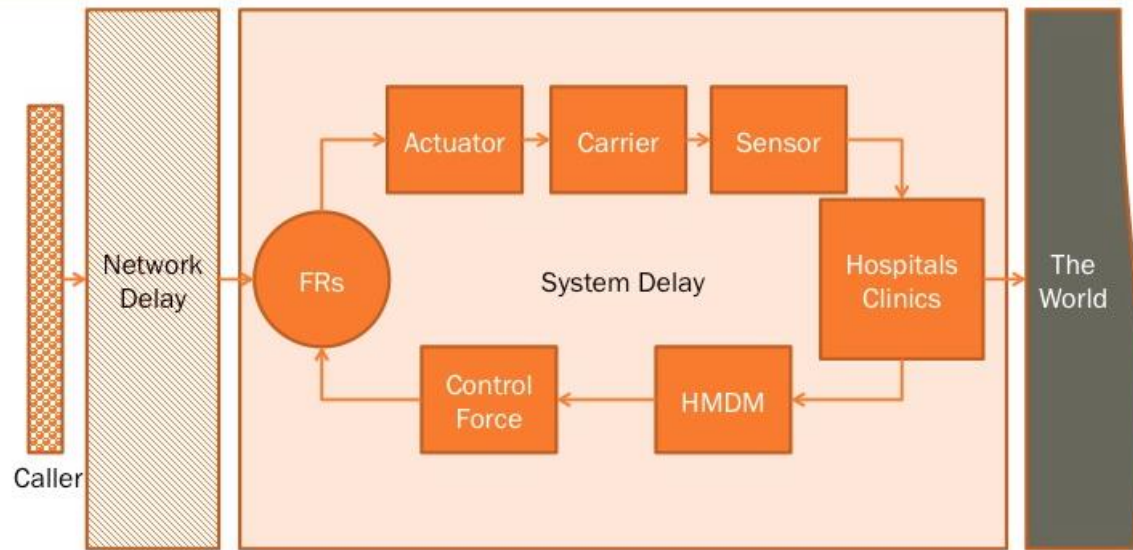 Actuator
Carrier
Sensor
Network
Delay
FRs
System Delay
Hospitals
Clinics
The
World
Control
Force
HMDM
Caller